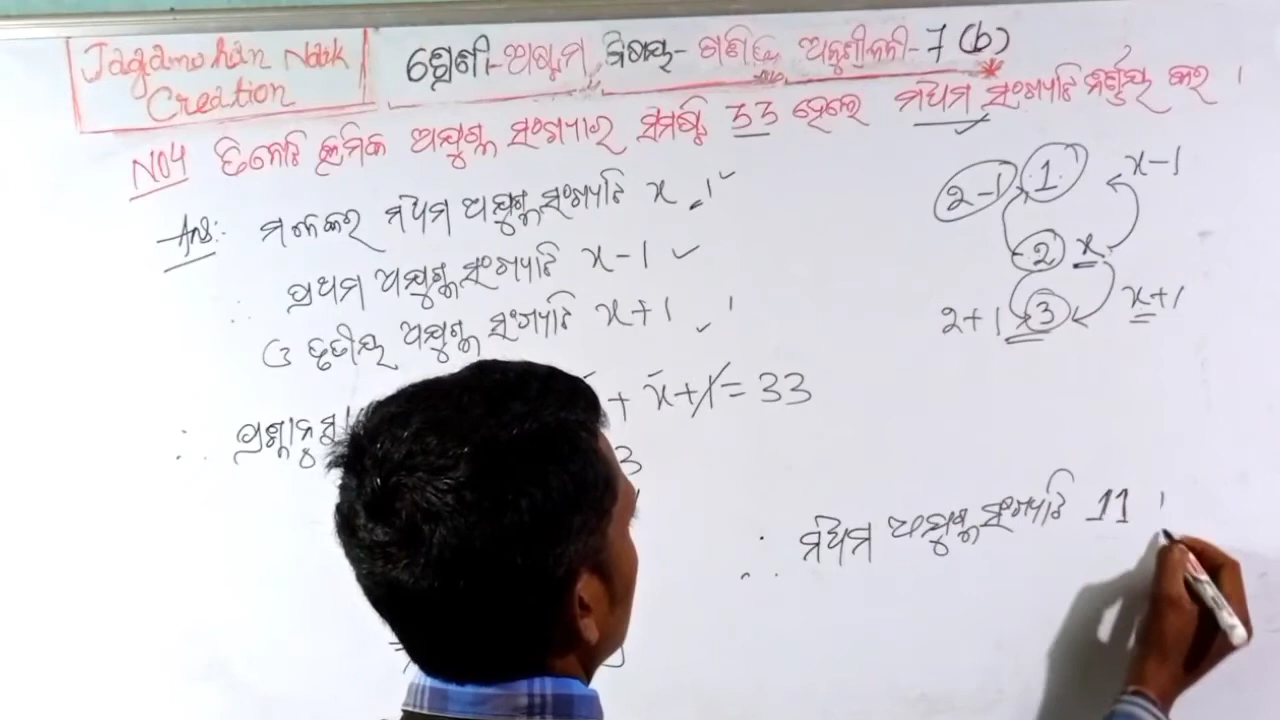 Jagamohan Naik
Creation
ଶ୍ରେଣୀ-ଅଷ୍ଟମ ବିଷୟ- ଗଣିତ ଅନୁଶୀଳନୀ-7(b)
No4 ତିନୋଟି କ୍ରମିକ ଅଯୁଗ୍ମ ସଂଖ୍ୟାର ସମଷ୍ଟି 33 ହେଲେ ମଧ୍ୟମ ସଂଖ୍ୟାଟି ନିର୍ଣ୍ଣୟ କର ।
Ans: ମନେକର ମଧ୍ୟମ ଅଯୁଗ୍ମ ସଂଖ୍ୟାଟି x ।
∴ ପ୍ରଥମ ଅଯୁଗ୍ମ ସଂଖ୍ୟାଟି x-1
ଓ ତୃତୀୟ ଅଯୁଗ୍ମ ସଂଖ୍ୟାଟି x+1 ।
∴ ପ୍ରଶ୍ନାନୁସା
+ x+1 = 33
3
2-1 1 x-1
2 x
2+1 3 x+1
∴ ମଧ୍ୟମ ଅଯୁଗ୍ମ ସଂଖ୍ୟାଟି 11 ।